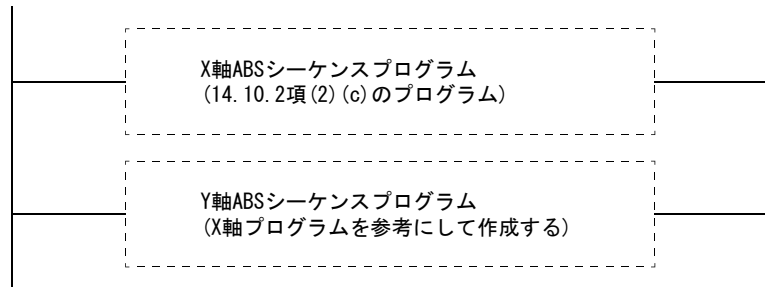 X軸ABSシーケンスプログラム
(14.10.2項(2)(c)のプログラム)
Y軸ABSシーケンスプログラム
(X軸プログラムを参考にして作成する)